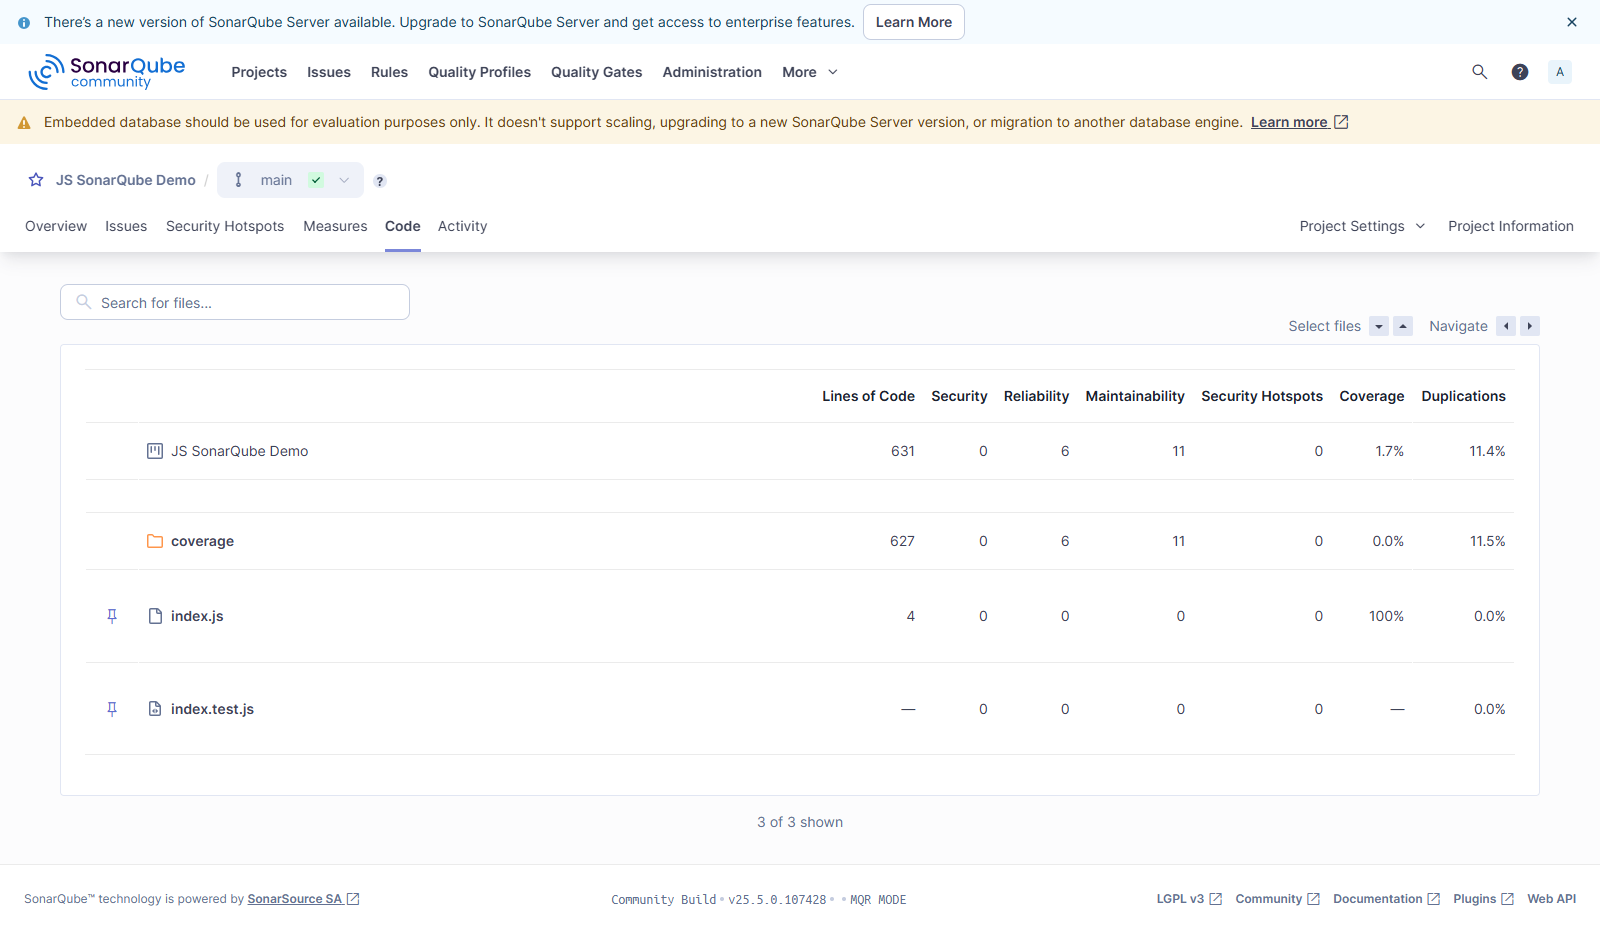 There's a new version of SonarQube Server available. Upgrade to SonarQube Server and get access to enterprise features. Learn More
SonarQube community Projects Issues Rules Quality Profiles Quality Gates Administration More A
Embedded database should be used for evaluation purposes only. It doesn't support scaling, upgrading to a new SonarQube Server version, or migration to another database engine. Learn more
JS SonarQube Demo / main ?
Overview Issues Security Hotspots Measures Code Activity Project Settings Project Information
Search for files...
Select files Navigate
Lines of Code Security Reliability Maintainability Security Hotspots Coverage Duplications
JS SonarQube Demo 631 0 6 11 0 1.7% 11.4%
coverage 627 0 6 11 0 0.0% 11.5%
index.js 4 0 0 0 0 100% 0.0%
index.test.js — 0 0 0 0 — 0.0%
3 of 3 shown
SonarQube™ technology is powered by SonarSource SA Community Build • v25.5.0.107428 • • MQR MODE LGPL v3 Community Documentation Plugins Web API